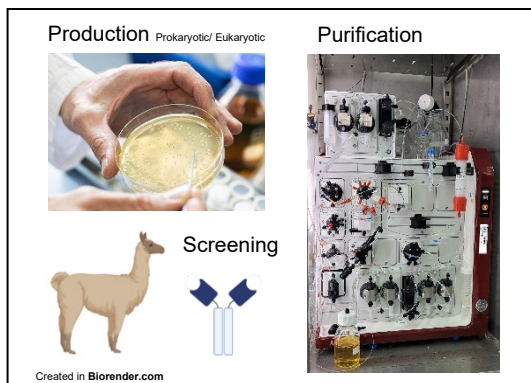 Production Prokaryotic/ Eukaryotic
Purification
Screening
Created in Biorender.com